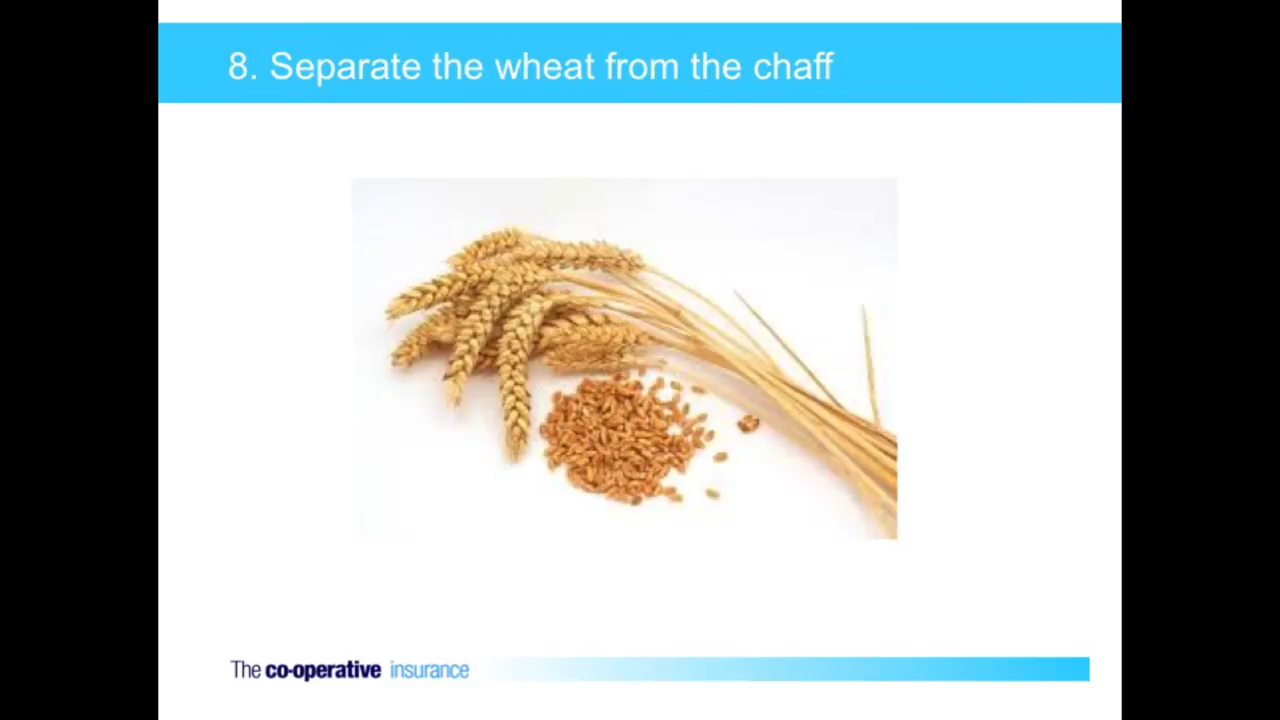 8. Separate the wheat from the chaff
The co-operative insurance